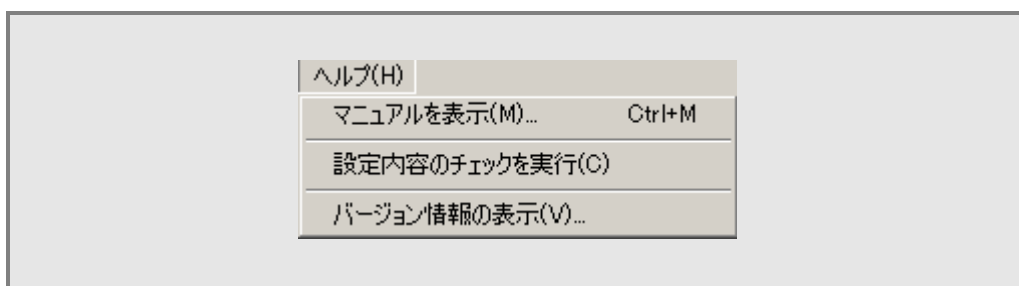 ヘルプ(H)
マニュアルを表示(M)... Ctrl+M
設定内容のチェックを実行(C)
バージョン情報の表示(V)...